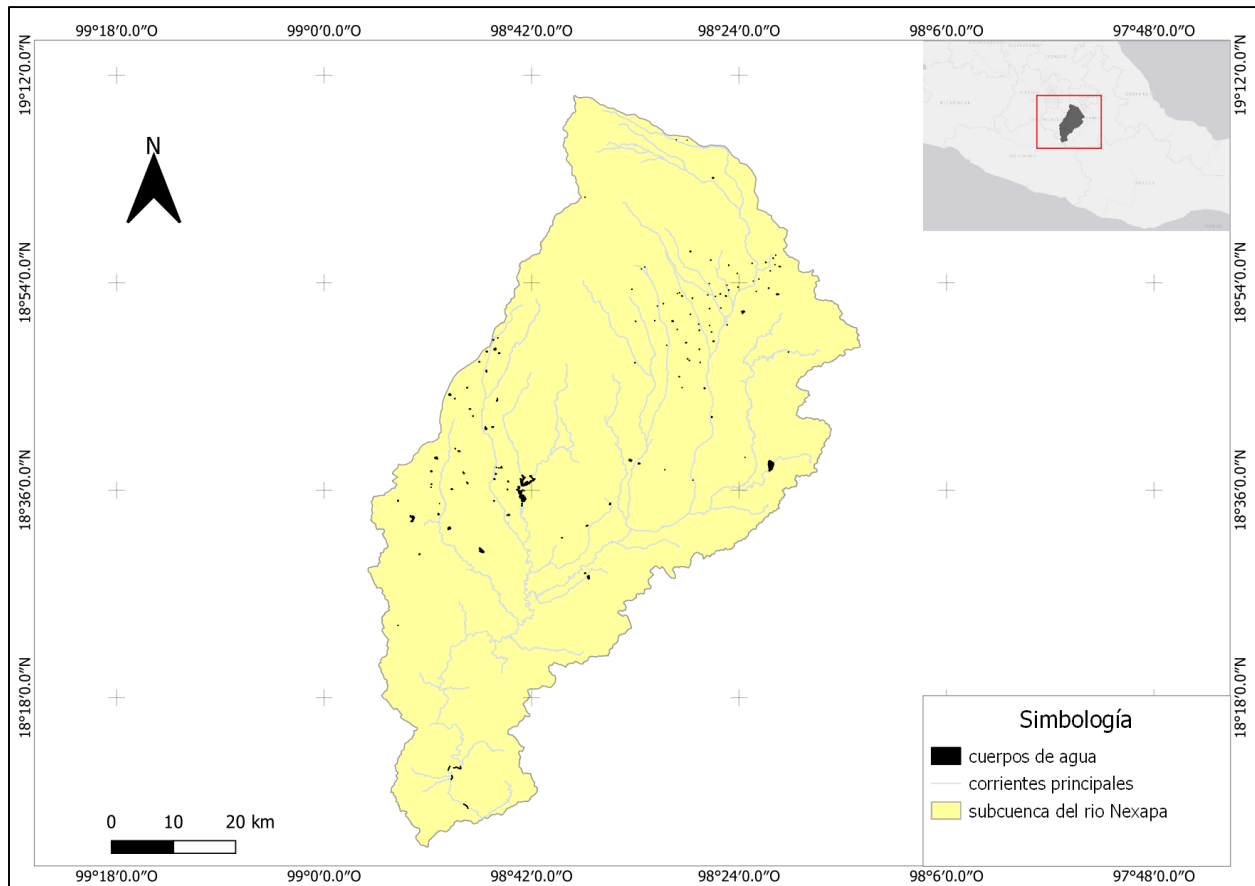 99°18'0.0"O 99°0'0.0"O 98°42'0.0"O 98°24'0.0"O 98°6'0.0"O 97°48'0.0"O
19°12'0.0"N 19°12'0.0"N
N
18°54'0.0"N 18°54'0.0"N
18°36'0.0"N 18°36'0.0"N
18°18'0.0"N 18°18'0.0"N
Simbología
cuerpos de agua
corrientes principales
subcuenca del rio Nexapa
0 10 20 km
99°18'0.0"O 99°0'0.0"O 98°42'0.0"O 98°24'0.0"O 98°6'0.0"O 97°48'0.0"O